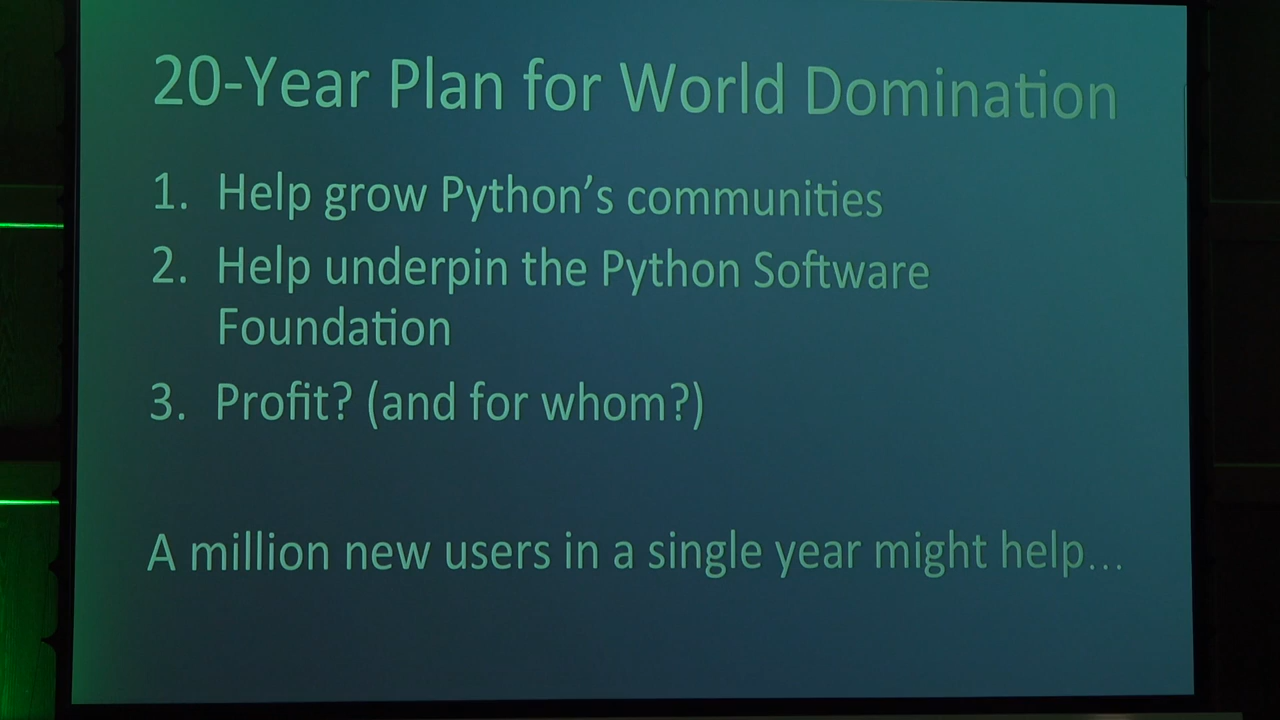 20-Year Plan for World Domination
1. Help grow Python’s communities
2. Help underpin the Python Software
Foundation
3. Profit? (and for whom?)
A million new users in a single year might help…